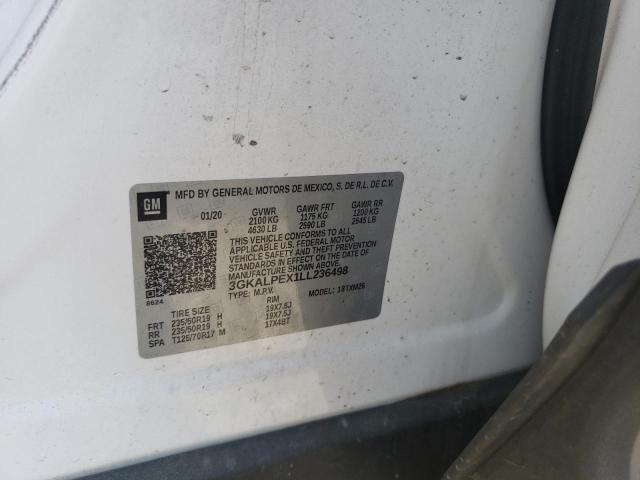 GM
MFD BY GENERAL MOTORS DE MEXICO, S. DE R.L. DE C.V.
01/20 GVWR GAWR FRT GAWR RR
2100 KG 1175 KG 1200 KG
4630 LB 2590 LB 2645 LB
THIS VEHICLE CONFORMS TO ALL
APPLICABLE U.S. FEDERAL MOTOR
VEHICLE SAFETY AND THEFT PREVENTION
STANDARDS IN EFFECT ON THE DATE OF
MANUFACTURE SHOWN ABOVE.
3GKALPEX1LL236498
8624 TYPE: M.P.V. MODEL: 1BTXM26
TIRE SIZE RIM
FRT 235/50R19 H 19X7.5J
RR 235/50R19 H 19X7.5J
SPA T125/70R17 M 17X4BT